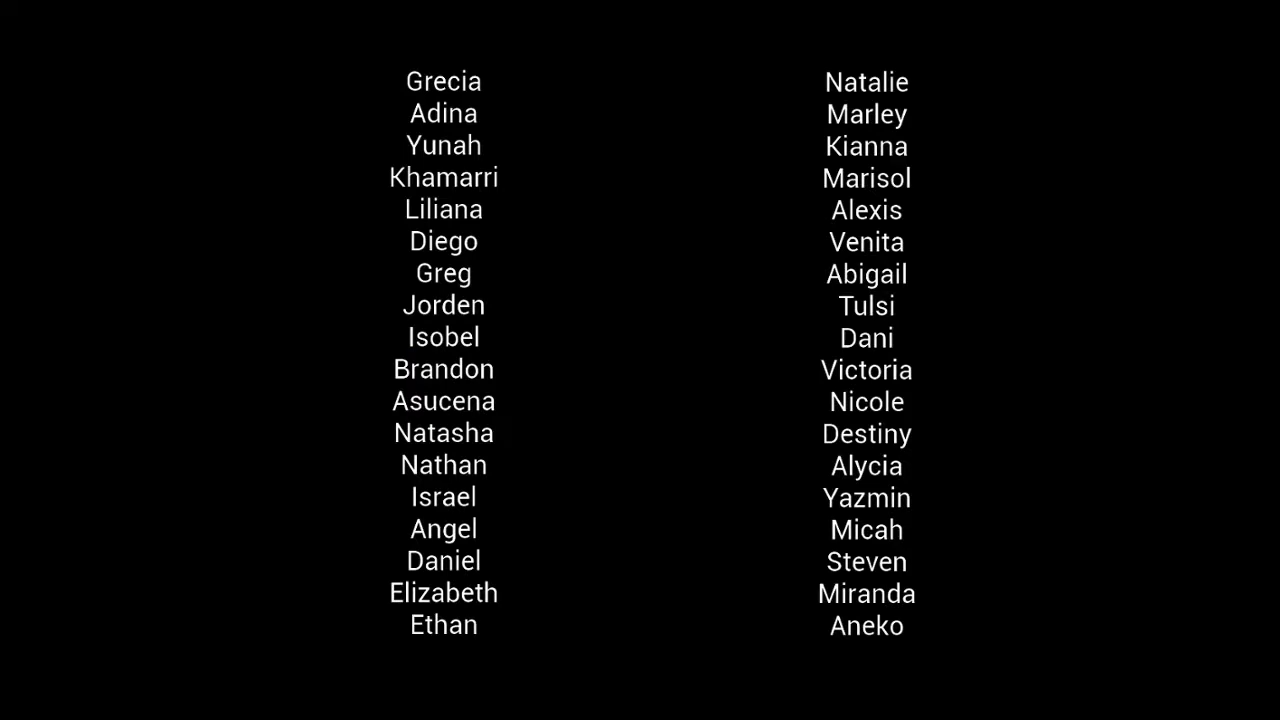 Grecia
Adina
Yunah
Khamarri
Liliana
Diego
Greg
Jorden
Isobel
Brandon
Asucena
Natasha
Nathan
Israel
Angel
Daniel
Elizabeth
Ethan
Natalie
Marley
Kianna
Marisol
Alexis
Venita
Abigail
Tulsi
Dani
Victoria
Nicole
Destiny
Alycia
Yazmin
Micah
Steven
Miranda
Aneko